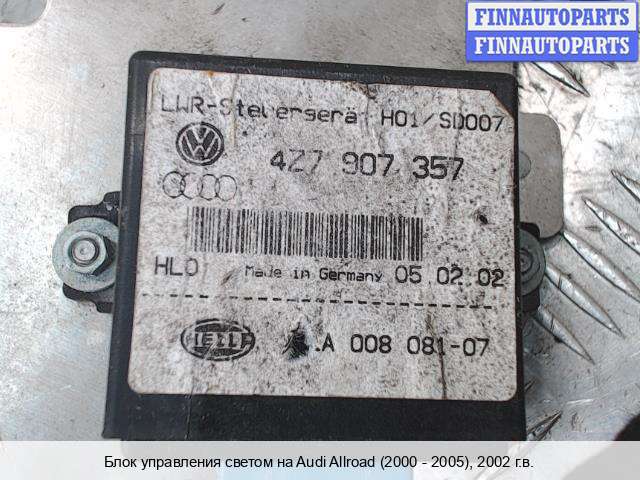 FINNAUTOPARTS
FINNAUTOPARTS
LWR-Steuergerät H01/SD007
4Z7 907 357
HLO Made in Germany 05 02 02
HELLA
LA 008 081-07
Блок управления светом на Audi Allroad (2000 - 2005), 2002 г.в.